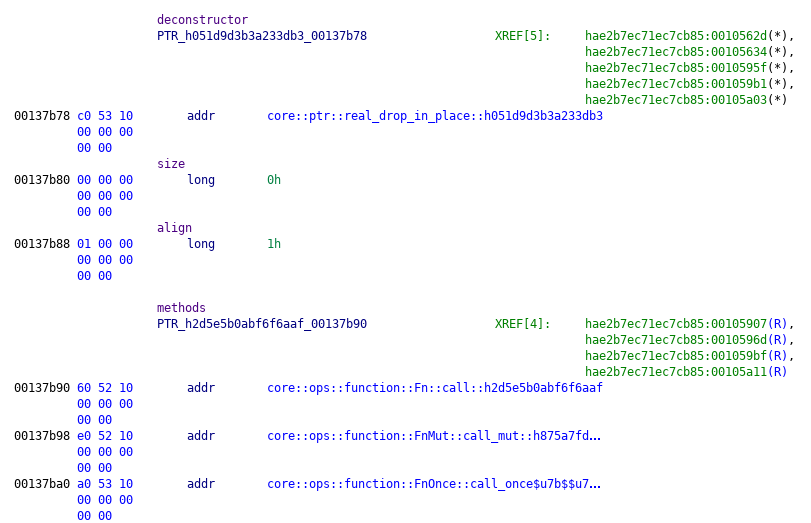 deconstructor
PTR_h051d9d3b3a233db3_00137b78 XREF[5]: hae2b7ec71ec7cb85:0010562d(*),
hae2b7ec71ec7cb85:00105634(*),
hae2b7ec71ec7cb85:0010595f(*),
hae2b7ec71ec7cb85:001059b1(*),
hae2b7ec71ec7cb85:00105a03(*)
00137b78 c0 53 10 addr core::ptr::real_drop_in_place::h051d9d3b3a233db3
00 00 00
00 00
size
00137b80 00 00 00 long 0h
00 00 00
00 00
align
00137b88 01 00 00 long 1h
00 00 00
00 00
methods
PTR_h2d5e5b0abf6f6aaf_00137b90 XREF[4]: hae2b7ec71ec7cb85:00105907(R),
hae2b7ec71ec7cb85:0010596d(R),
hae2b7ec71ec7cb85:001059bf(R),
hae2b7ec71ec7cb85:00105a11(R)
00137b90 60 52 10 addr core::ops::function::Fn::call::h2d5e5b0abf6f6aaf
00 00 00
00 00
00137b98 e0 52 10 addr core::ops::function::FnMut::call_mut::h875a7fd...
00 00 00
00 00
00137ba0 a0 53 10 addr core::ops::function::FnOnce::call_once$u7b$$u7...
00 00 00
00 00